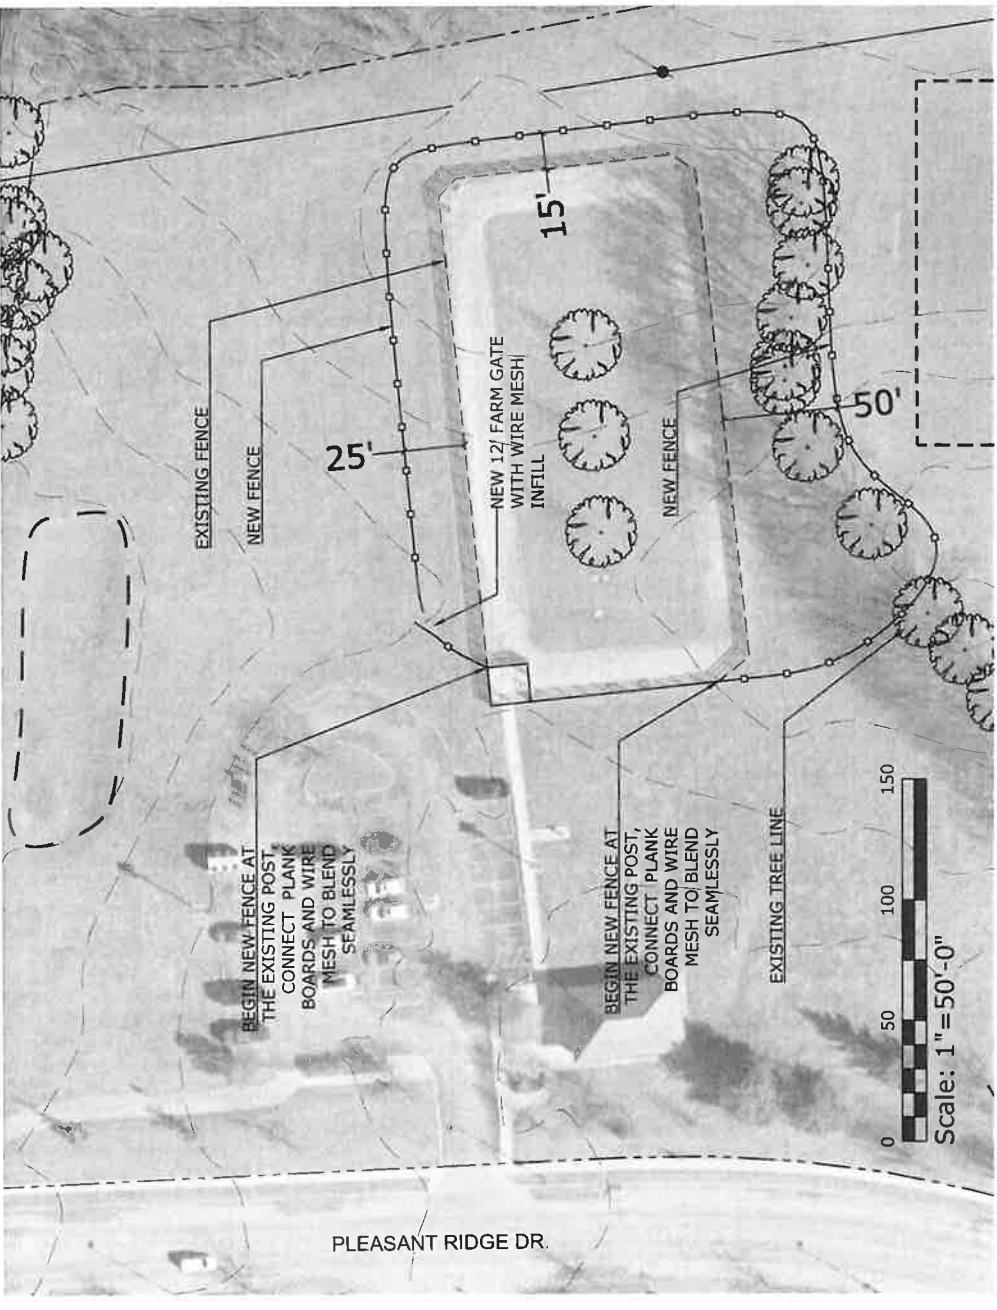 EXISTING FENCE
NEW FENCE
25'
15'
NEW 12' FARM GATE
WITH WIRE MESH
INFILL
NEW FENCE
50'
BEGIN NEW FENCE AT
THE EXISTING POST,
CONNECT PLANK
BOARDS AND WIRE
MESH TO BLEND
SEAMLESSLY
BEGIN NEW FENCE AT
THE EXISTING POST,
CONNECT PLANK
BOARDS AND WIRE
MESH TO BLEND
SEAMLESSLY
EXISTING TREE LINE
0 50 100 150
Scale: 1"=50'-0"
PLEASANT RIDGE DR.